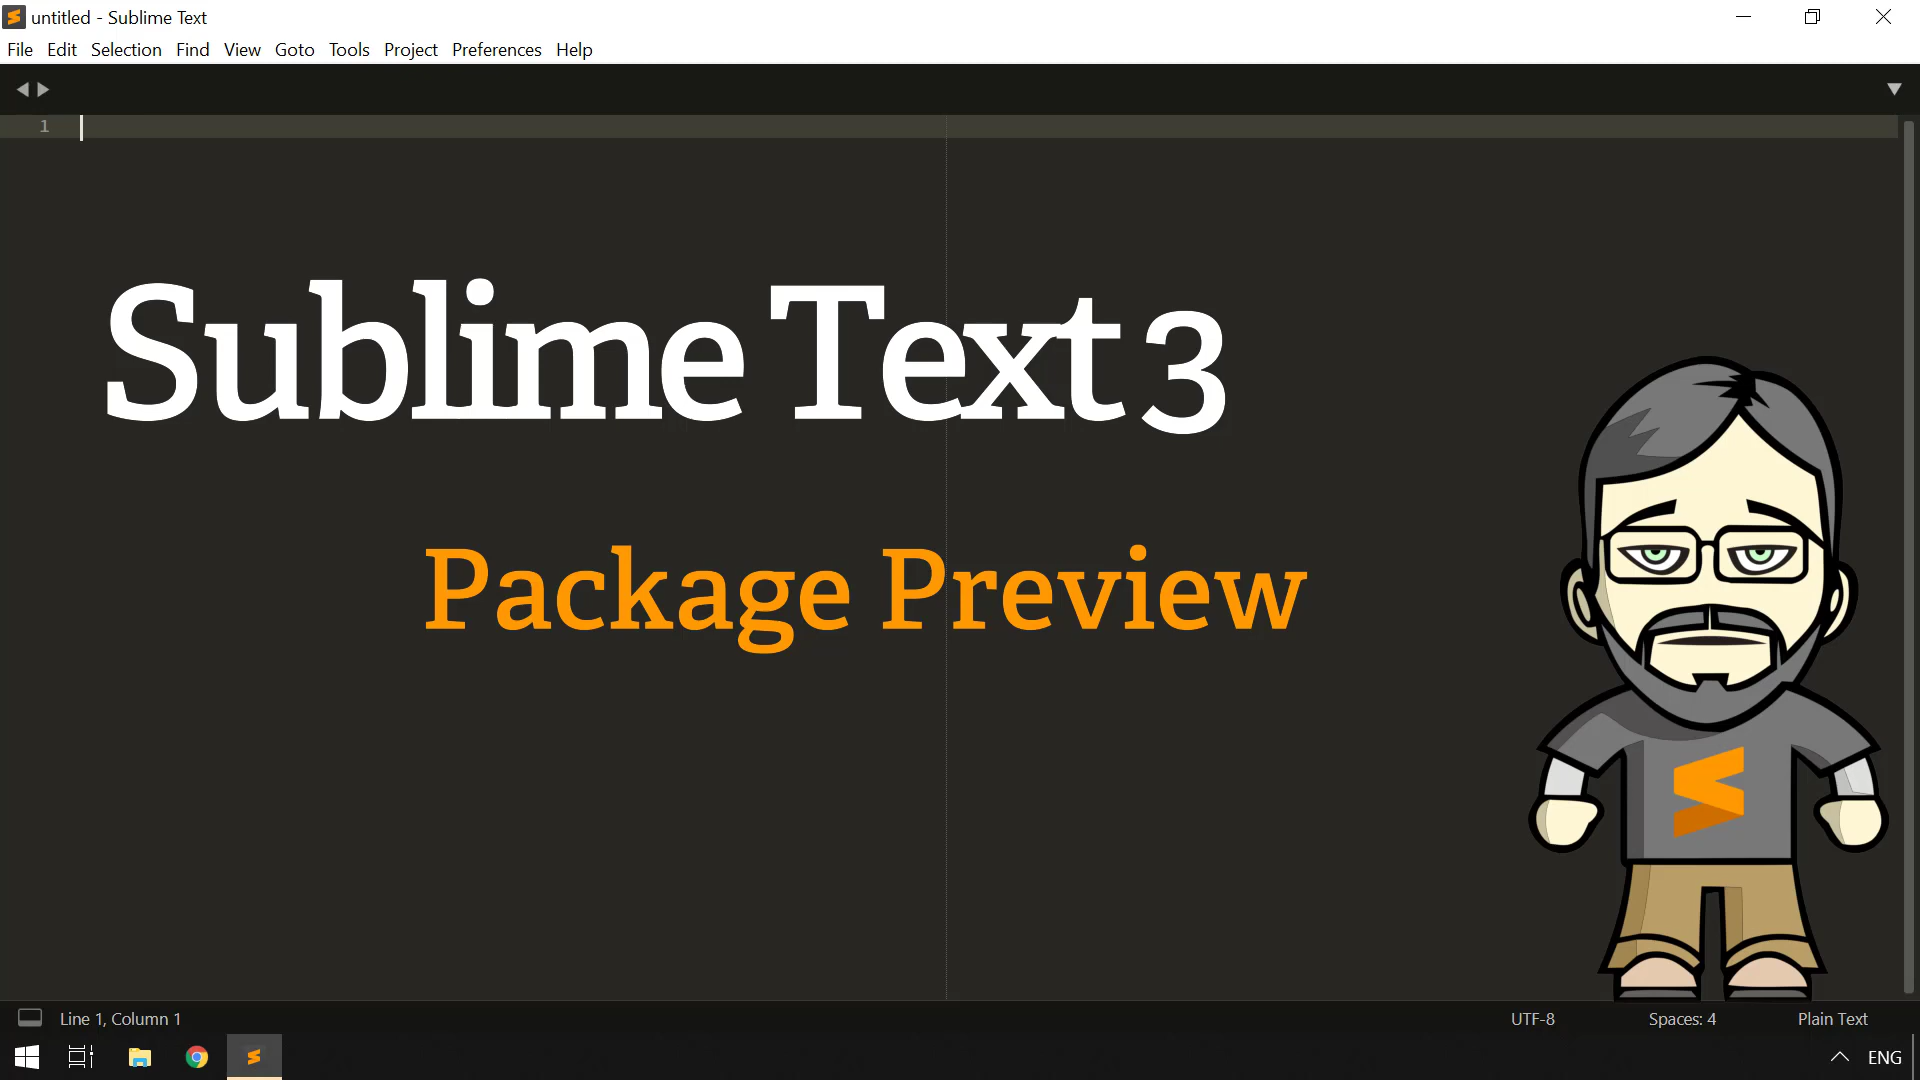 untitled - Sublime Text
File Edit Selection Find View Goto Tools Project Preferences Help
1
Sublime Text 3
Package Preview
Line 1, Column 1 UTF-8 Spaces: 4 Plain Text
ENG